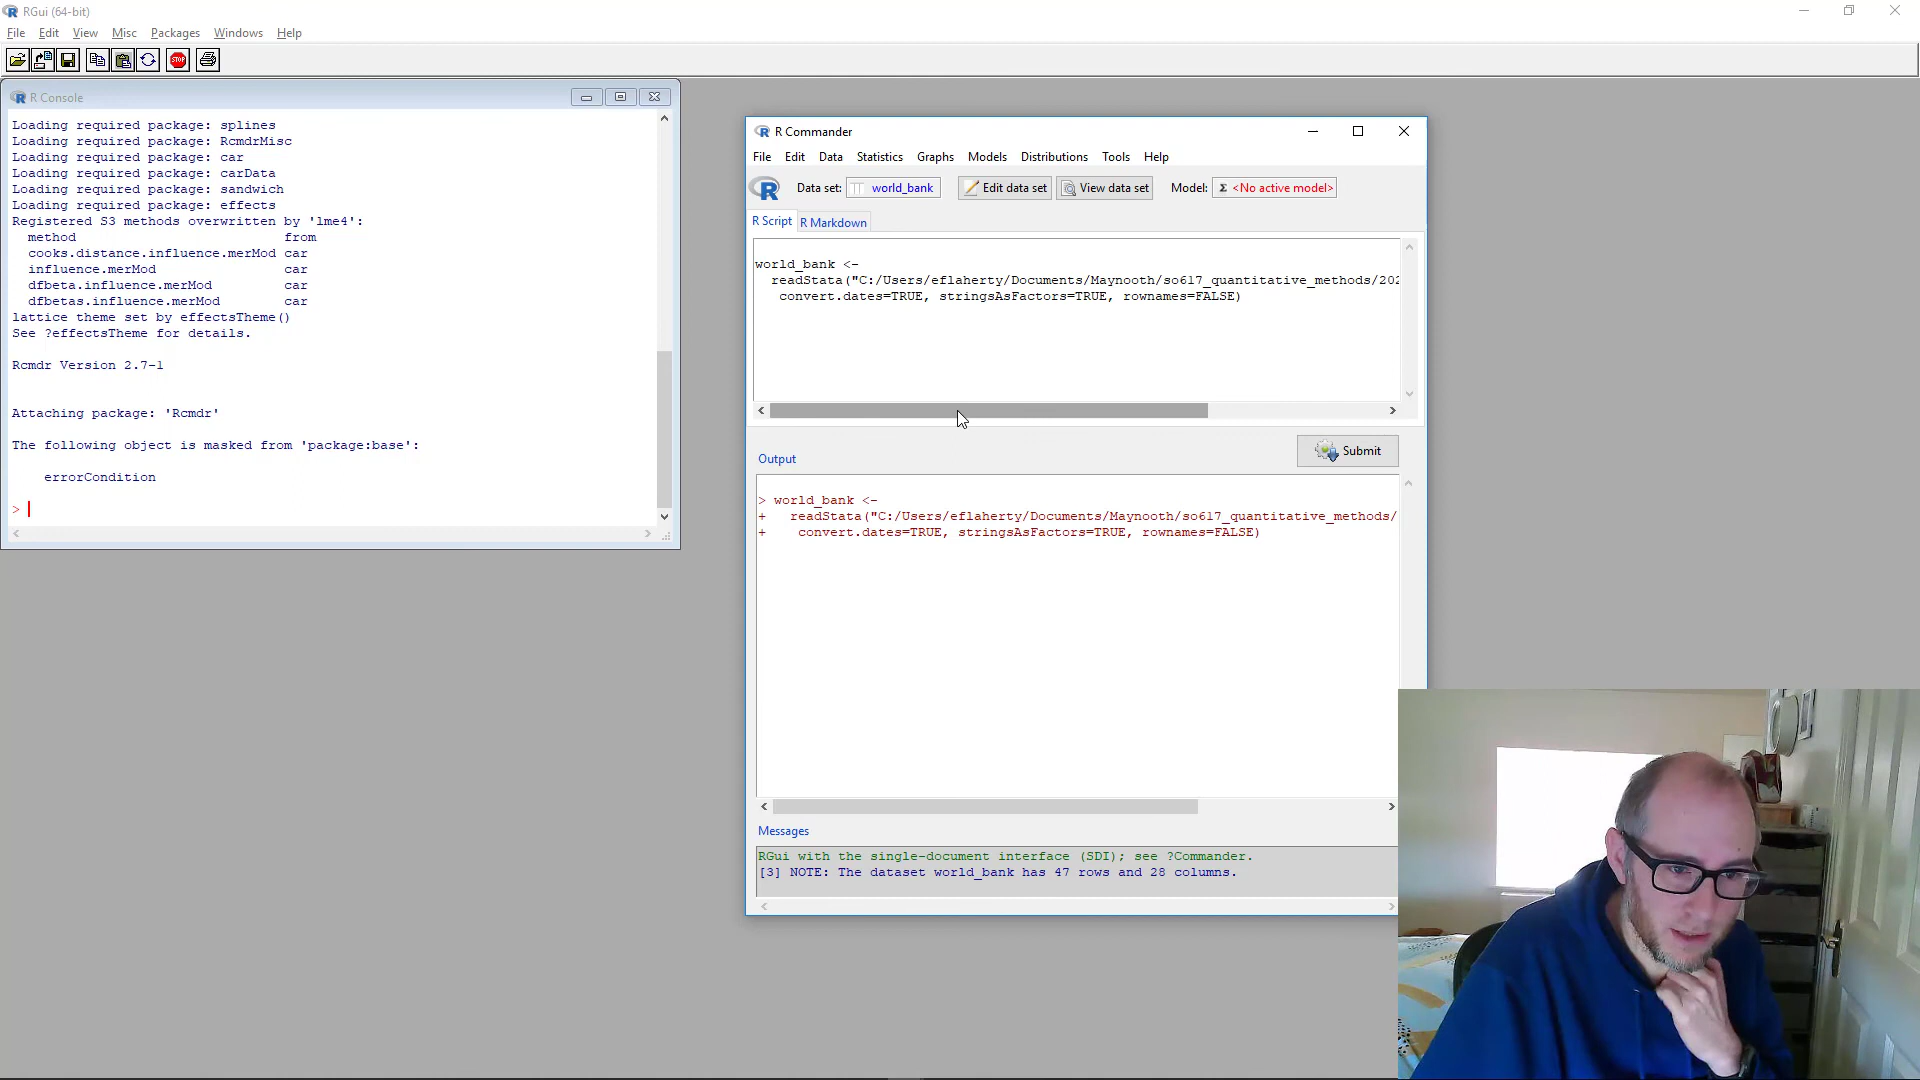 RGui (64-bit)
File Edit View Misc Packages Windows Help
STOP
R Console
Loading required package: splines
Loading required package: RcmdrMisc
Loading required package: car
Loading required package: carData
Loading required package: sandwich
Loading required package: effects
Registered S3 methods overwritten by 'lme4':
method from
cooks.distance.influence.merMod car
influence.merMod car
dfbeta.influence.merMod car
dfbetas.influence.merMod car
lattice theme set by effectsTheme()
See ?effectsTheme for details.
Rcmdr Version 2.7-1
Attaching package: 'Rcmdr'
The following object is masked from 'package:base':
errorCondition
>
R Commander
File Edit Data Statistics Graphs Models Distributions Tools Help
R Data set: world_bank Edit data set View data set Model: Σ <No active model>
R Script R Markdown
world_bank <-
readStata("C:/Users/eflaherty/Documents/Maynooth/so617_quantitative_methods/202
convert.dates=TRUE, stringsAsFactors=TRUE, rownames=FALSE)
Submit
Output
> world_bank <-
+ readStata("C:/Users/eflaherty/Documents/Maynooth/so617_quantitative_methods/
+ convert.dates=TRUE, stringsAsFactors=TRUE, rownames=FALSE)
Messages
RGui with the single-document interface (SDI); see ?Commander.
[3] NOTE: The dataset world_bank has 47 rows and 28 columns.